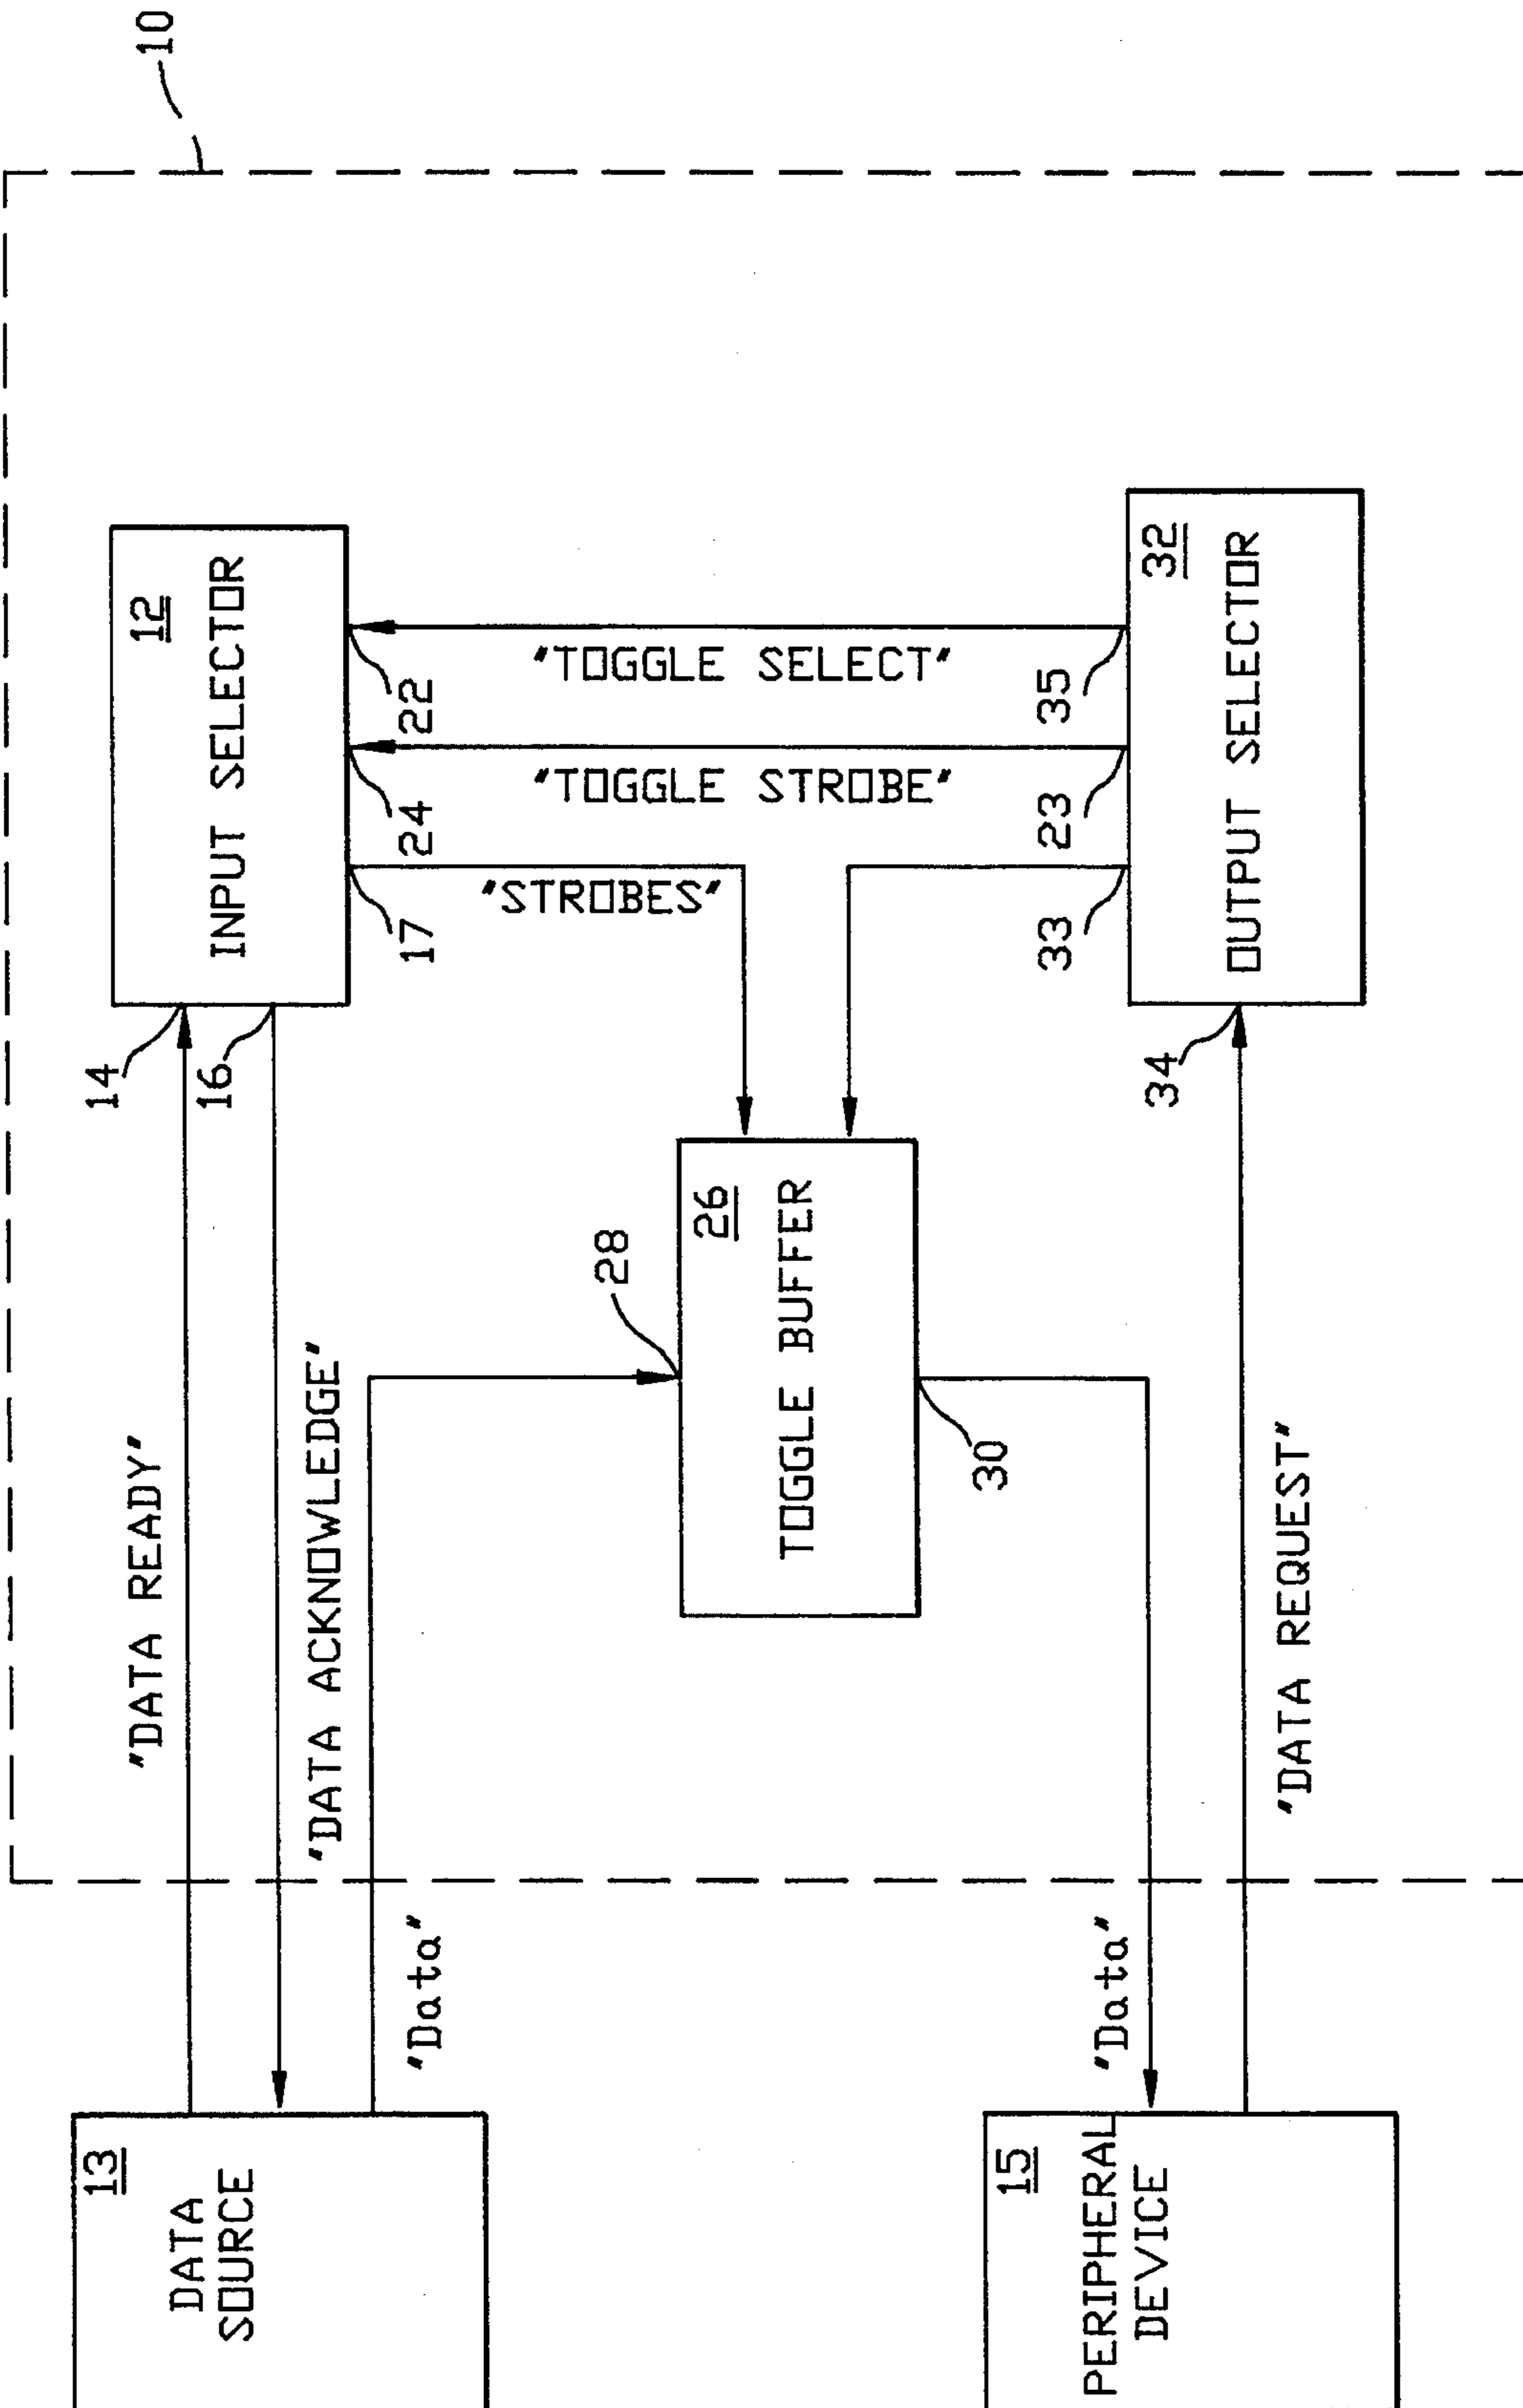 10
13
DATA
SOURCE
"DATA READY"
14
12
INPUT SELECTOR
16
"DATA ACKNOWLEDGE"
"Data"
17
24
22
"STROBES"
"TOGGLE STROBE"
"TOGGLE SELECT"
28
26
TOGGLE BUFFER
30
33
23
35
15
PERIPHERAL
DEVICE
"Data"
34
32
OUTPUT SELECTOR
"DATA REQUEST"